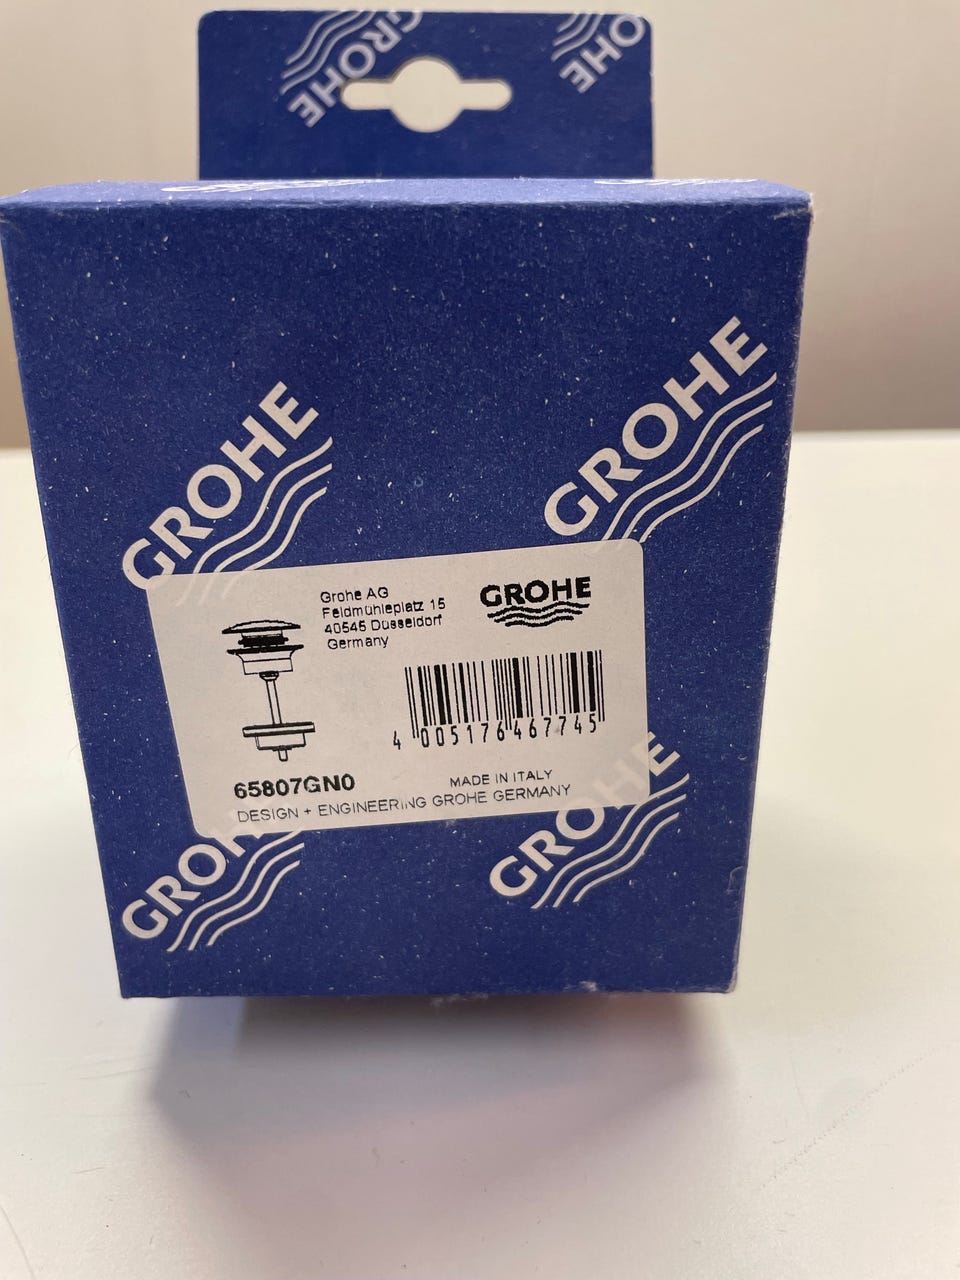 GROHE
GROHE
GROHE
GROHE
Grohe AG
Feldmühleplatz 15
40545 Düsseldorf
Germany
GROHE
4 005176 467745
65807GN0
MADE IN ITALY
DESIGN + ENGINEERING GROHE GERMANY
GROHE
GROHE